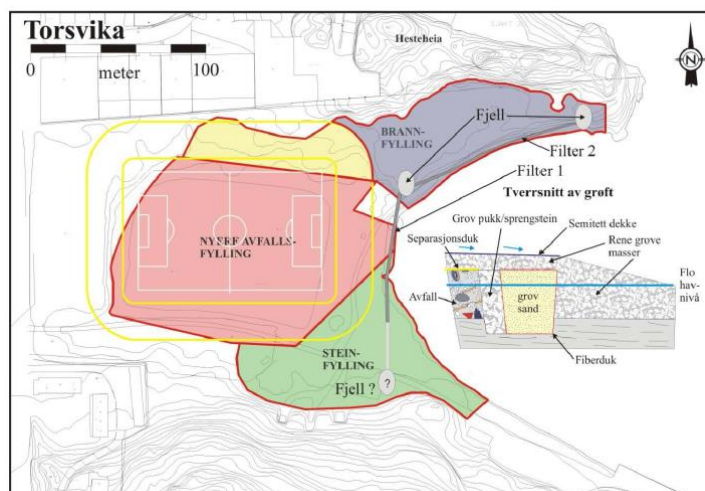 Torsvika
0 meter 100
Hesteheia
N
Fjell
BRANN-
FYLLING
Filter 2
Filter 1
Tverrsnitt av grøft
Grov pukk/sprengstein
Semitett dekke
Separasjonsduk
Rene grove
masser
NYERE AVFALLS-
FYLLING
Avfall
grov
sand
Flo
hav-
nivå
Fiberduk
STEIN-
FYLLING
Fjell ?
?